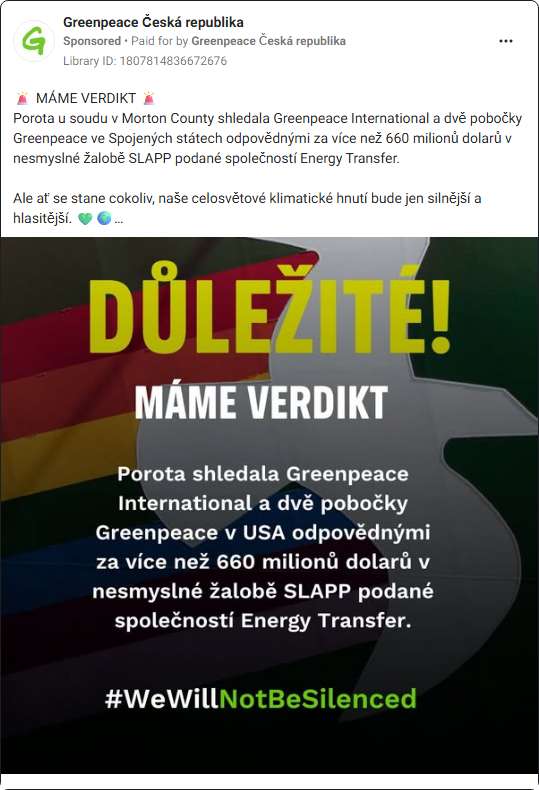 Greenpeace Česká republika
Sponsored • Paid for by Greenpeace Česká republika
Library ID: 1807814836672676
🚨 MÁME VERDIKT 🚨
Porota u soudu v Morton County shledala Greenpeace International a dvě pobočky
Greenpeace ve Spojených státech odpovědnými za více než 660 milionů dolarů v
nesmyslné žalobě SLAPP podané společností Energy Transfer.
Ale ať se stane cokoliv, naše celosvětové klimatické hnutí bude jen silnější a
hlasitější. 💚 🌍 ...
DŮLEŽITÉ!
MÁME VERDIKT
Porota shledala Greenpeace
International a dvě pobočky
Greenpeace v USA odpovědnými
za více než 660 milionů dolarů v
nesmyslné žalobě SLAPP podané
společností Energy Transfer.
#WeWillNotBeSilenced